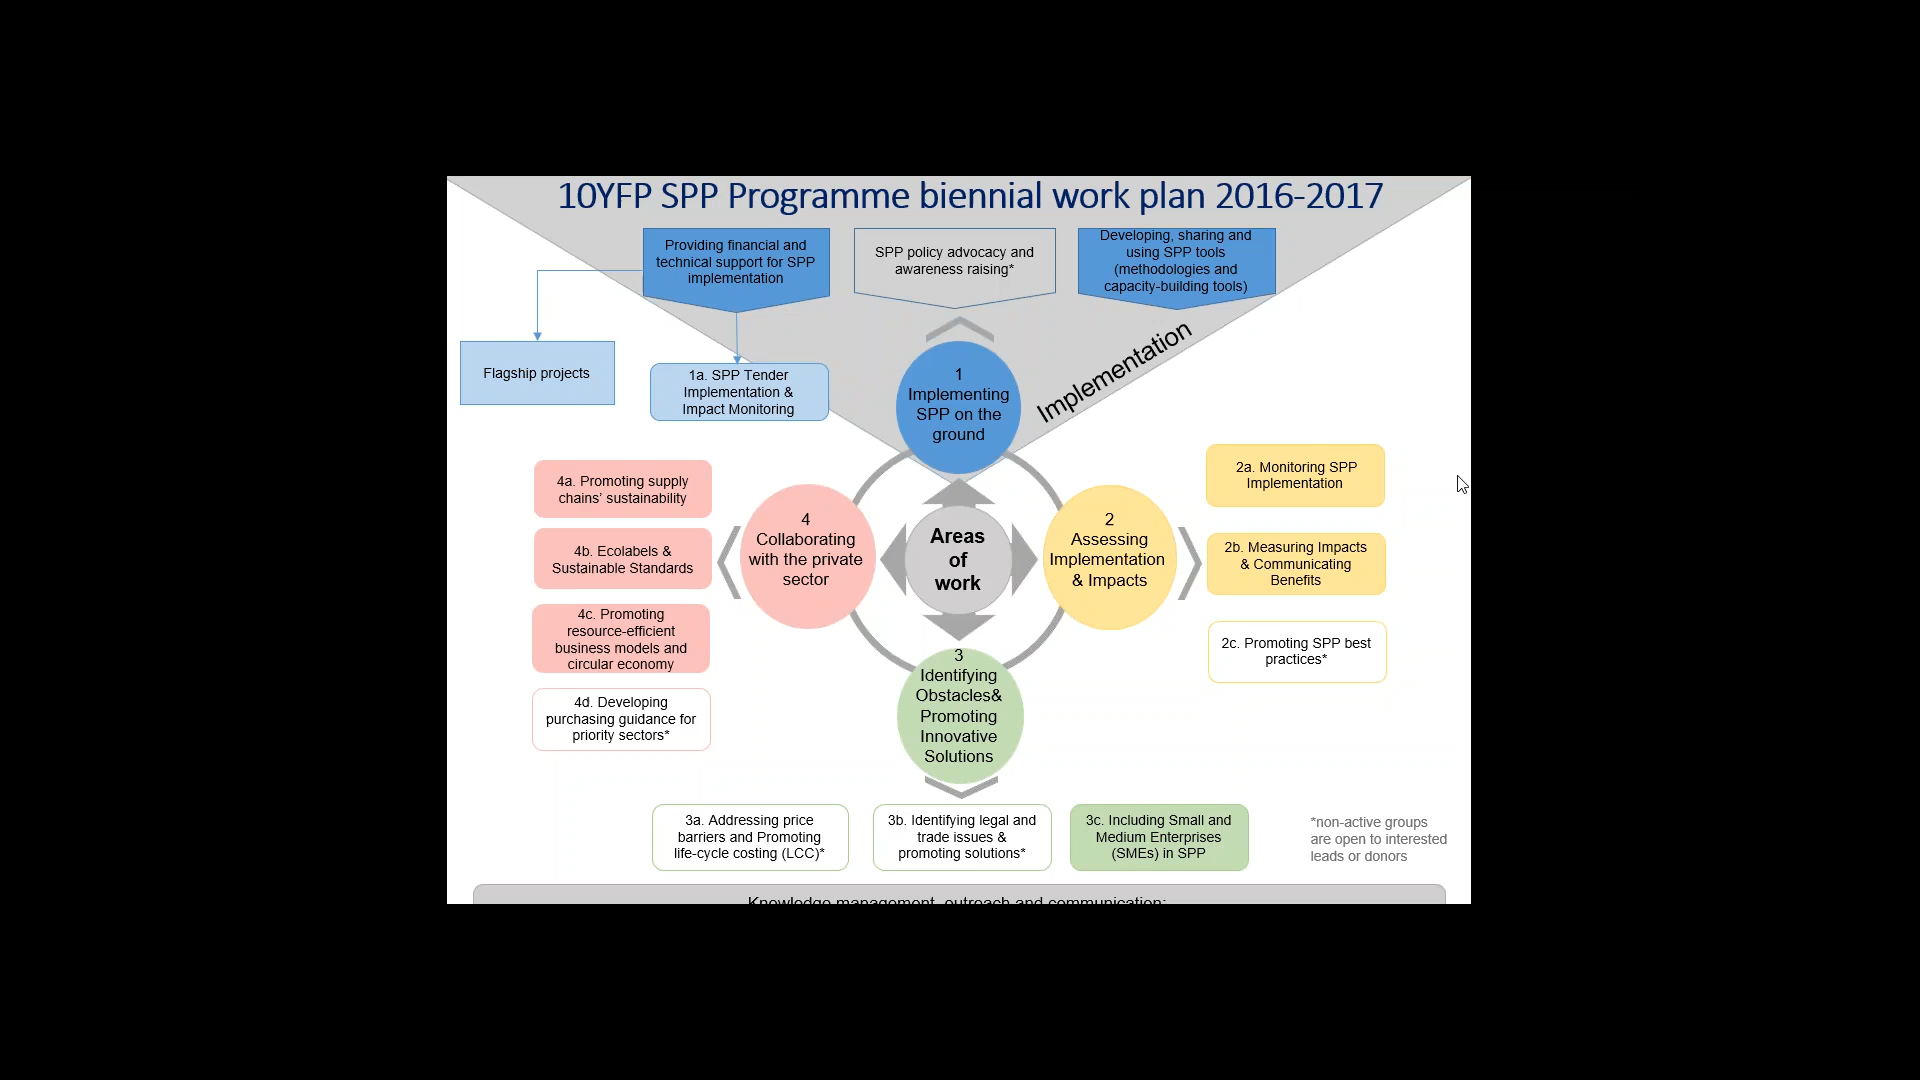 10YFP SPP Programme biennial work plan 2016-2017
Providing financial and
technical support for SPP
implementation
SPP policy advocacy and
awareness raising*
Developing, sharing and
using SPP tools
(methodologies and
capacity-building tools)
Implementation
Flagship projects
1a. SPP Tender
Implementation &
Impact Monitoring
1
Implementing
SPP on the
ground
4a. Promoting supply
chains’ sustainability
4b. Ecolabels &
Sustainable Standards
4c. Promoting
resource-efficient
business models and
circular economy
4d. Developing
purchasing guidance for
priority sectors*
4
Collaborating
with the private
sector
Areas
of
work
2
Assessing
Implementation
& Impacts
2a. Monitoring SPP
Implementation
2b. Measuring Impacts
& Communicating
Benefits
2c. Promoting SPP best
practices*
3
Identifying
Obstacles&
Promoting
Innovative
Solutions
3a. Addressing price
barriers and Promoting
life-cycle costing (LCC)*
3b. Identifying legal and
trade issues &
promoting solutions*
3c. Including Small and
Medium Enterprises
(SMEs) in SPP
*non-active groups
are open to interested
leads or donors
Knowledge management, outreach and communication: